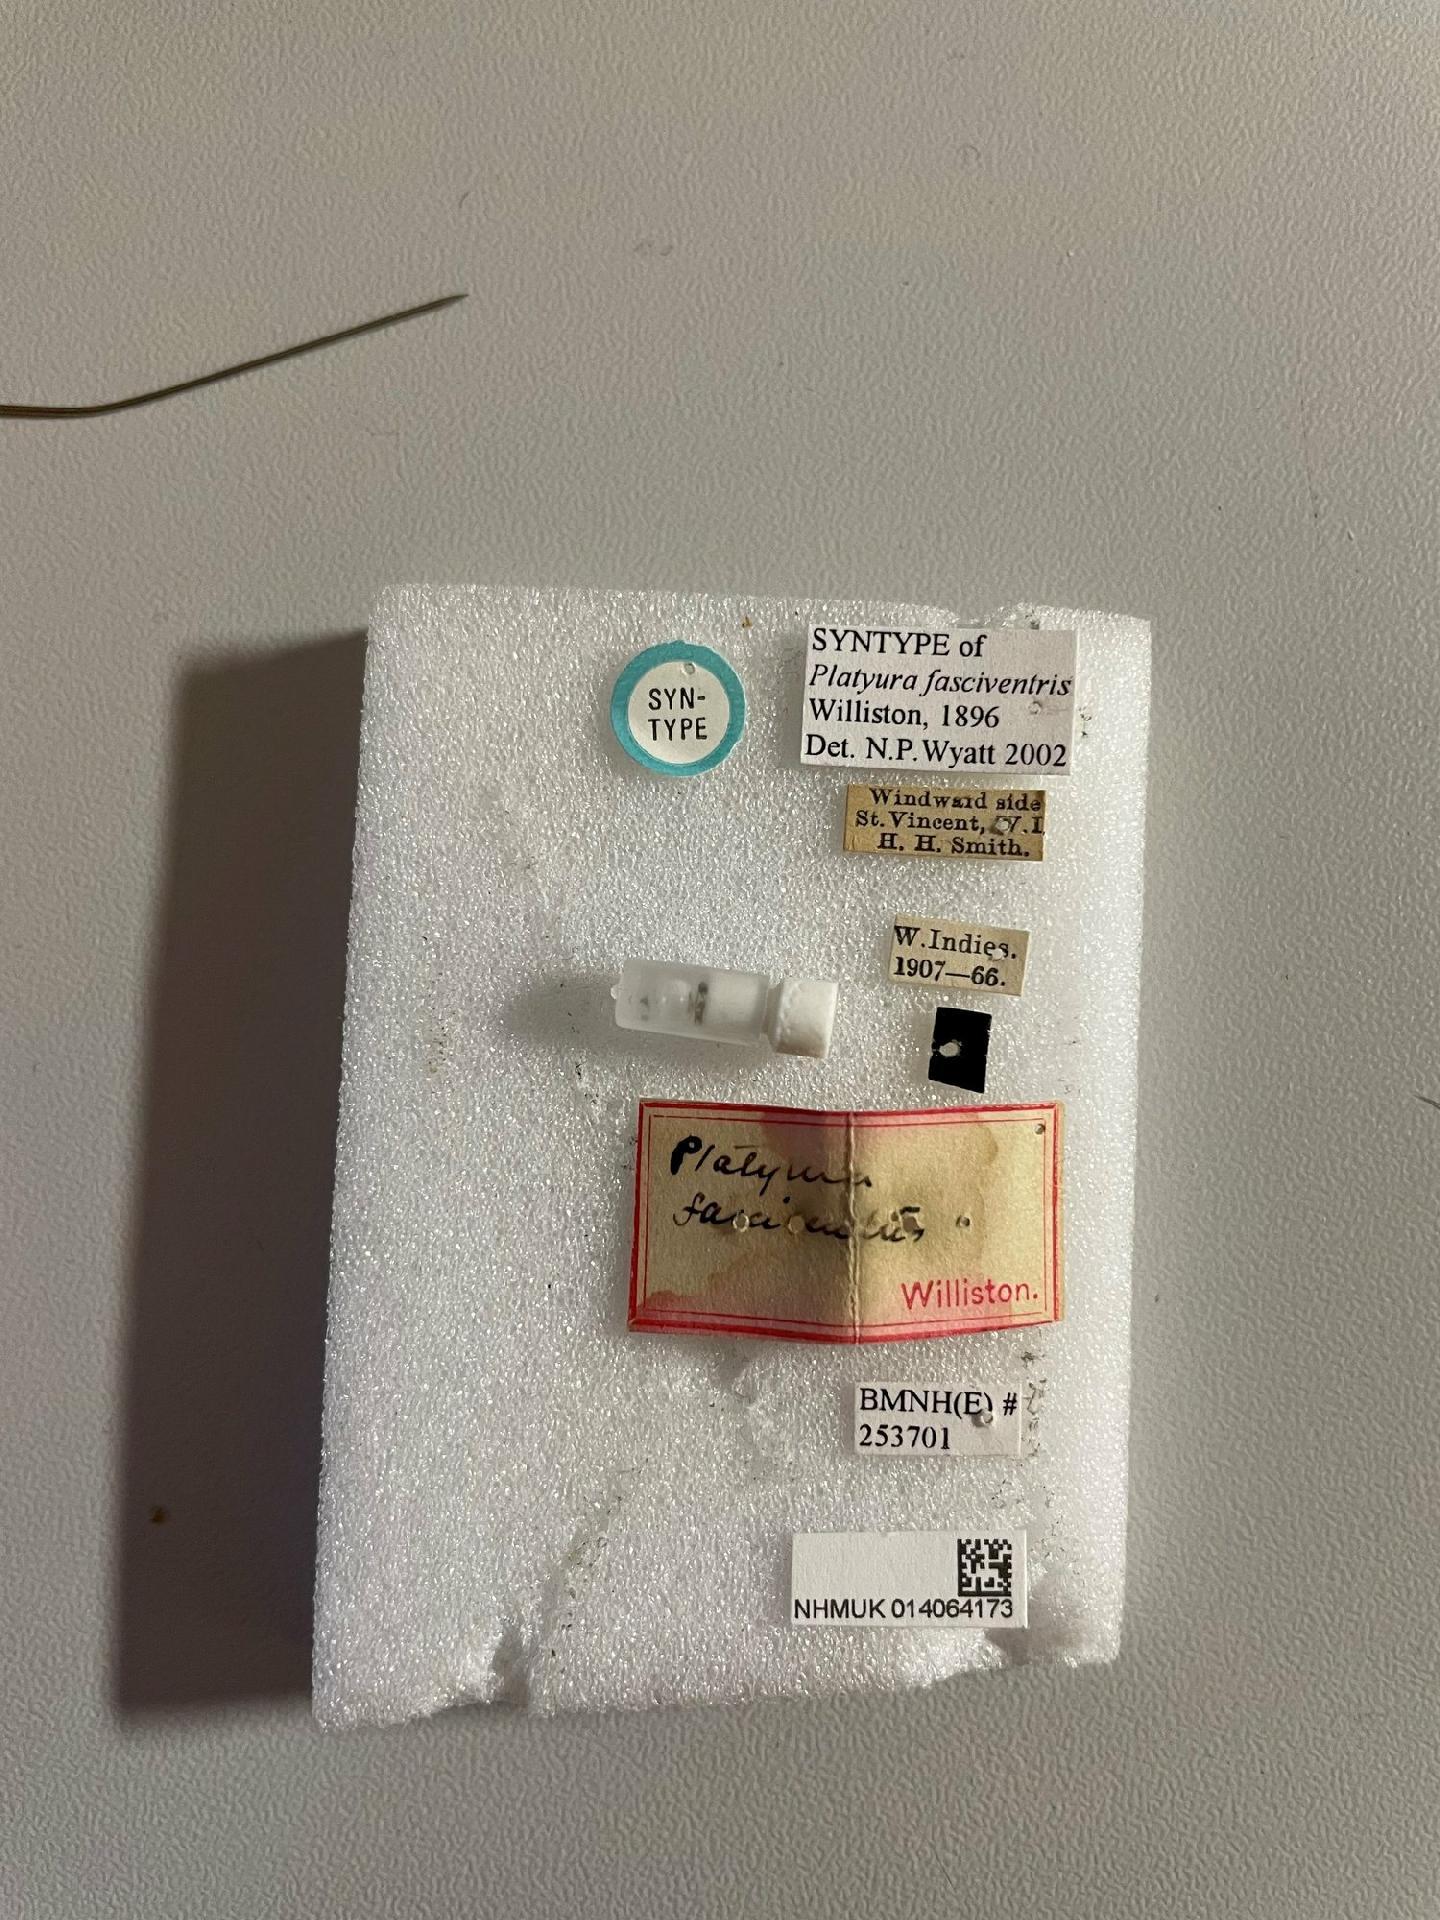 SYN-
TYPE
SYNTYPE of
Platyura fasciventris
Williston, 1896
Det. N.P. Wyatt 2002
Windward side
St. Vincent, W.I
H. H. Smith.
W. Indies.
1907—66.
Platyura
fasciventris
Williston.
BMNH(E) #
253701
NHMUK 014064173